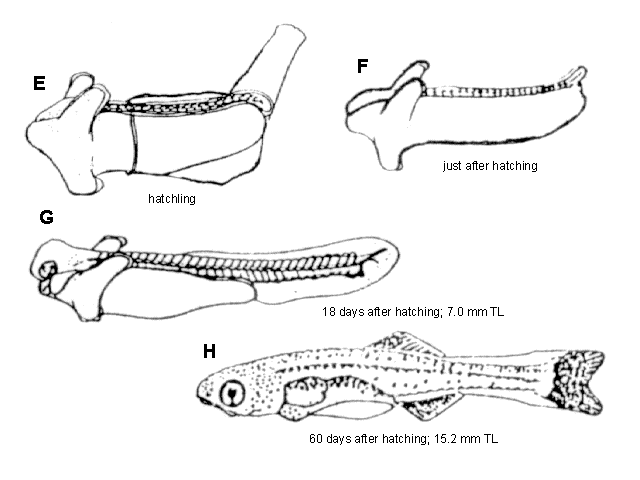 E
F
hatchling
just after hatching
G
18 days after hatching; 7.0 mm TL
H
60 days after hatching; 15.2 mm TL